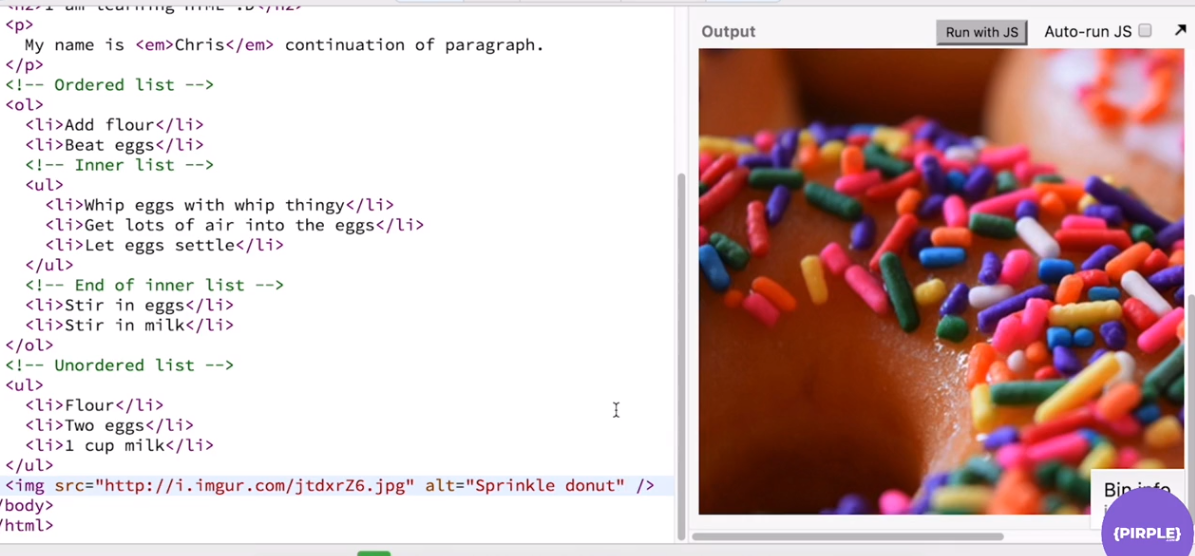 <h2>I am learning HTML :D</h2>
<p>
My name is <em>Chris</em> continuation of paragraph.
</p>
<!-- Ordered list -->
<ol>
<li>Add flour</li>
<li>Beat eggs</li>
<!-- Inner list -->
<ul>
<li>Whip eggs with whip thingy</li>
<li>Get lots of air into the eggs</li>
<li>Let eggs settle</li>
</ul>
<!-- End of inner list -->
<li>Stir in eggs</li>
<li>Stir in milk</li>
</ol>
<!-- Unordered list -->
<ul>
<li>Flour</li>
<li>Two eggs</li>
<li>1 cup milk</li>
</ul>
<img src="http://i.imgur.com/jtdxrZ6.jpg" alt="Sprinkle donut" />
/body>
/html>
Output
Run with JS
Auto-run JS
Bin info
{PIRPLE}